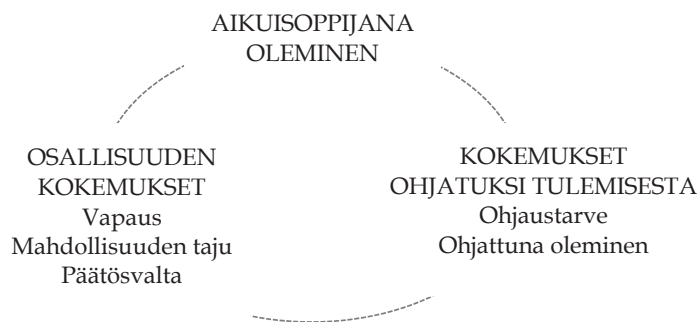 AIKUISOPPIJANA
OLEMINEN
OSALLISUUDEN
KOKEMUKSET
Vapaus
Mahdollisuuden taju
Päätösvalta
KOKEMUKSET
OHJATUKSI TULEMISESTA
Ohjaustarve
Ohjattuna oleminen